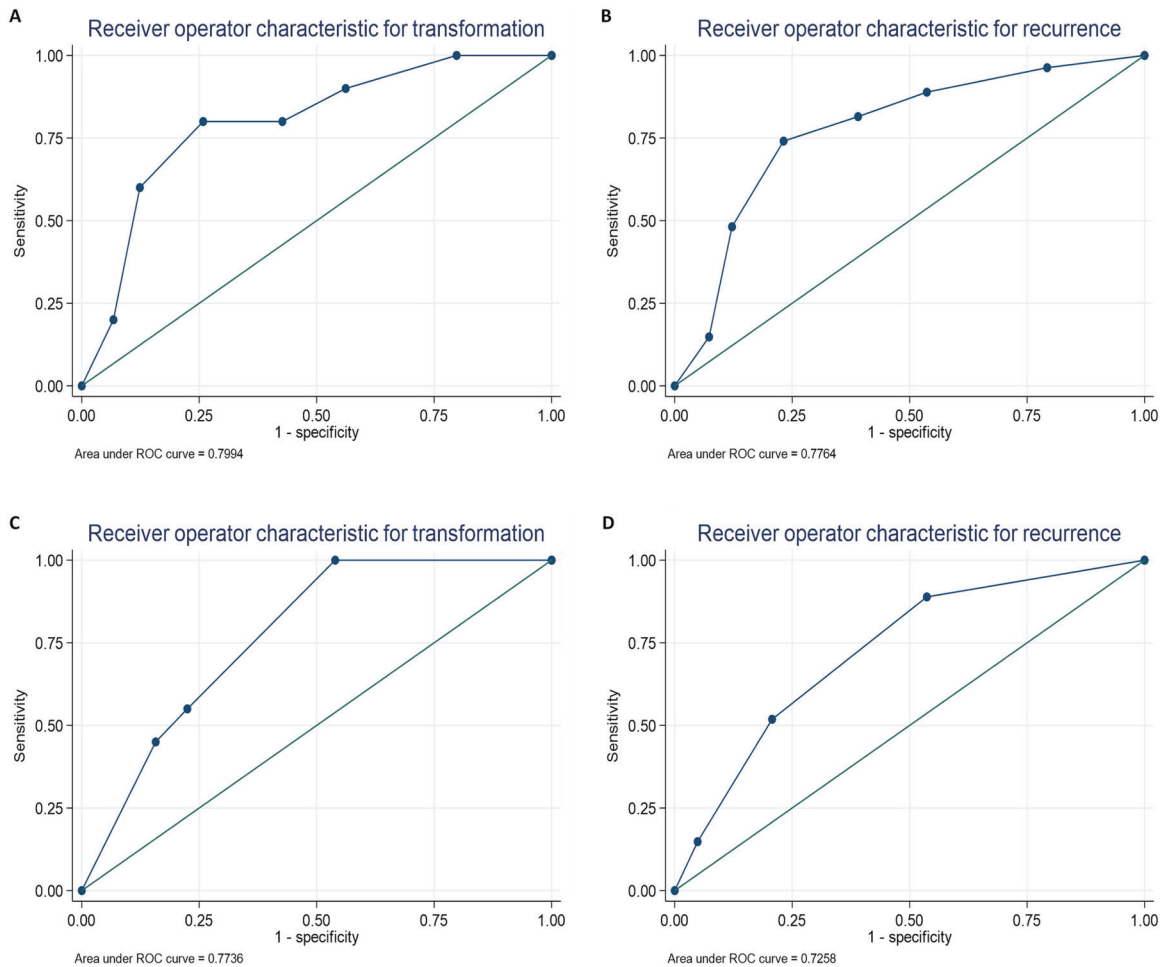 A
Receiver operator characteristic for transformation
1.00
0.75
0.50
0.25
0.00
Sensitivity
0.00 0.25 0.50 0.75 1.00
1 - specificity
Area under ROC curve = 0.7994
B
Receiver operator characteristic for recurrence
1.00
0.75
0.50
0.25
0.00
Sensitivity
0.00 0.25 0.50 0.75 1.00
1 - specificity
Area under ROC curve = 0.7764
C
Receiver operator characteristic for transformation
1.00
0.75
0.50
0.25
0.00
Sensitivity
0.00 0.25 0.50 0.75 1.00
1 - specificity
Area under ROC curve = 0.7736
D
Receiver operator characteristic for recurrence
1.00
0.75
0.50
0.25
0.00
Sensitivity
0.00 0.25 0.50 0.75 1.00
1 - specificity
Area under ROC curve = 0.7258